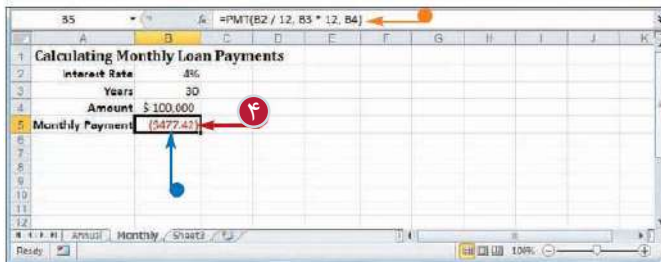 B5 fx =PMT(B2 / 12, B3 * 12, B4)
A B C D E F G H I J K
1 Calculating Monthly Loan Payments
2 Interest Rate 4%
3 Years 30
4 Amount $ 100,000
5 Monthly Payment ($477.42)
۴
6
7
8
9
10
11
12
Annual Monthly Sheet3
Ready 100%